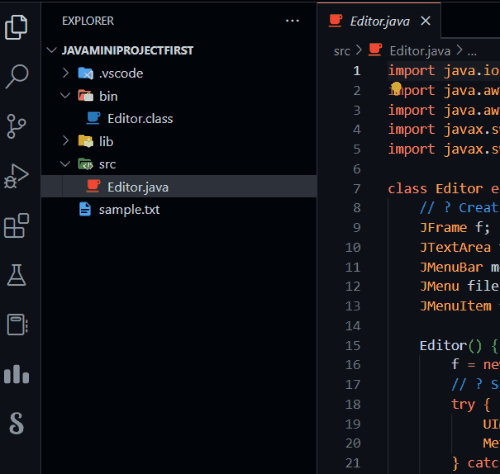 EXPLORER
JAVAMINIPROJECTFIRST
.vscode
bin
Editor.class
lib
src
Editor.java
sample.txt
Editor.java
src > Editor.java > ...
1 import java.io
2 import java.aw
3 import java.aw
4 import javax.s
5 import javax.s
6
7 class Editor e
8 // ? Creat
9 JFrame f;
10 JTextArea
11 JMenuBar m
12 JMenu file
13 JMenuItem
14
15 Editor() {
16 f = new
17 // ? S
18 try {
19 UI
20 Me
21 } catc